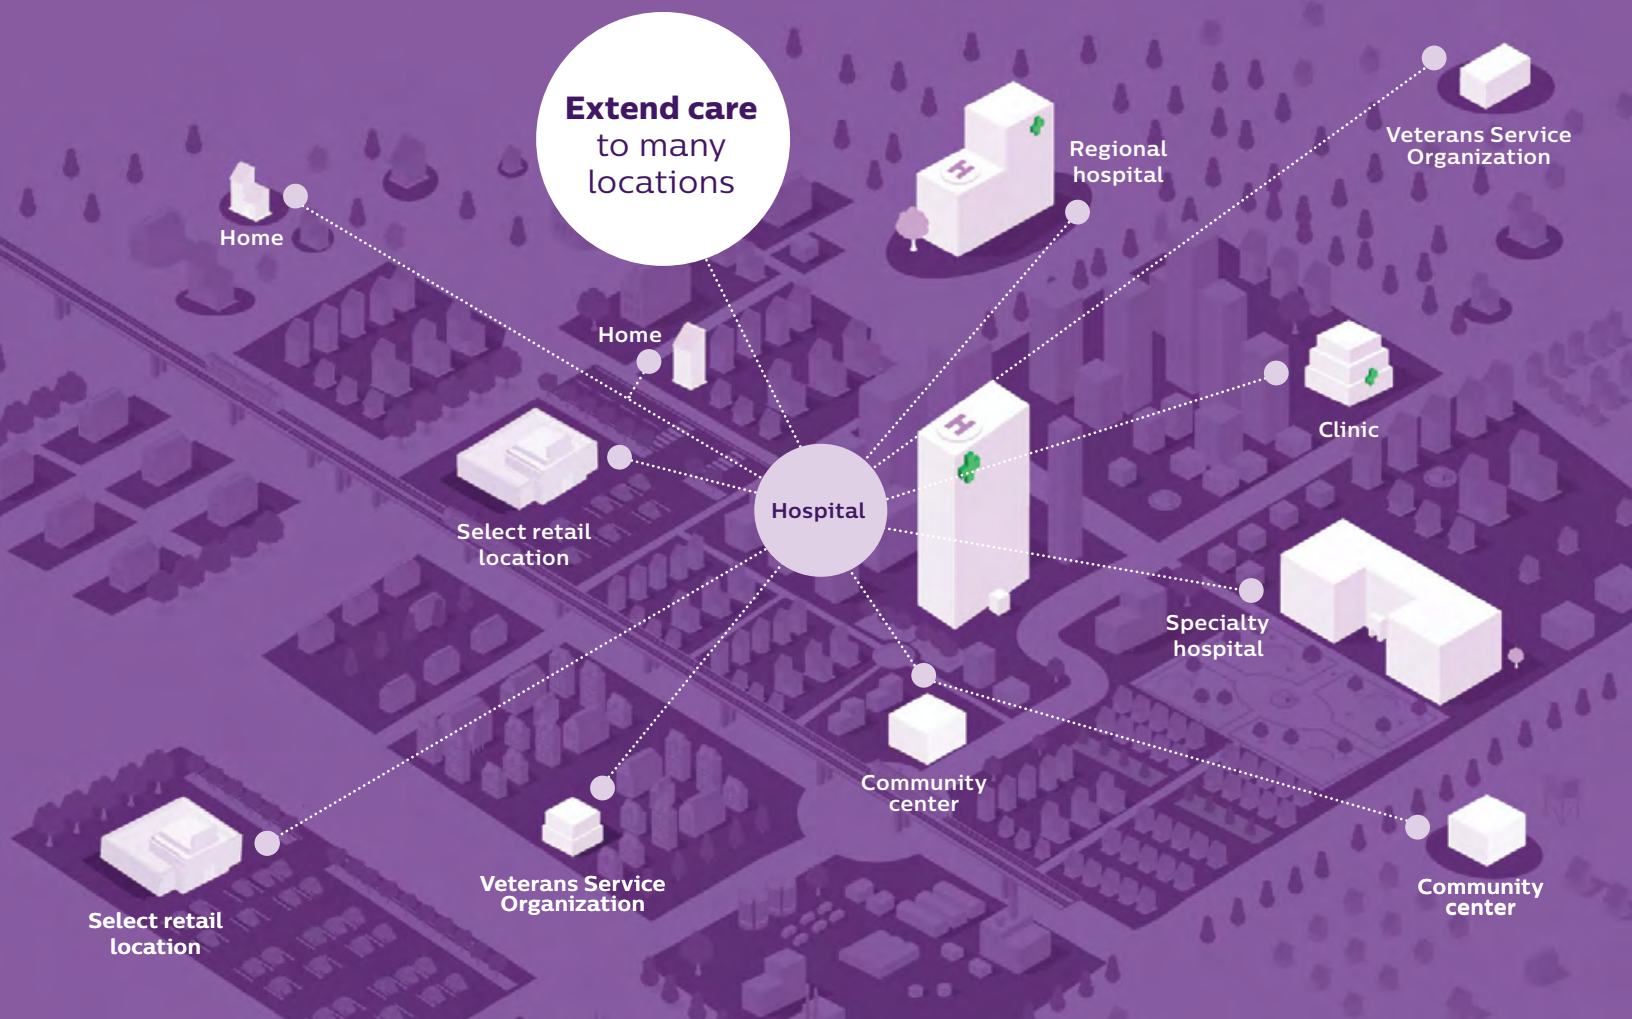 Extend care
to many
locations
Veterans Service
Organization
Regional
hospital
H
Home
Home
Clinic
H
Hospital
Select retail
location
Specialty
hospital
Community
center
Veterans Service
Organization
Community
center
Select retail
location